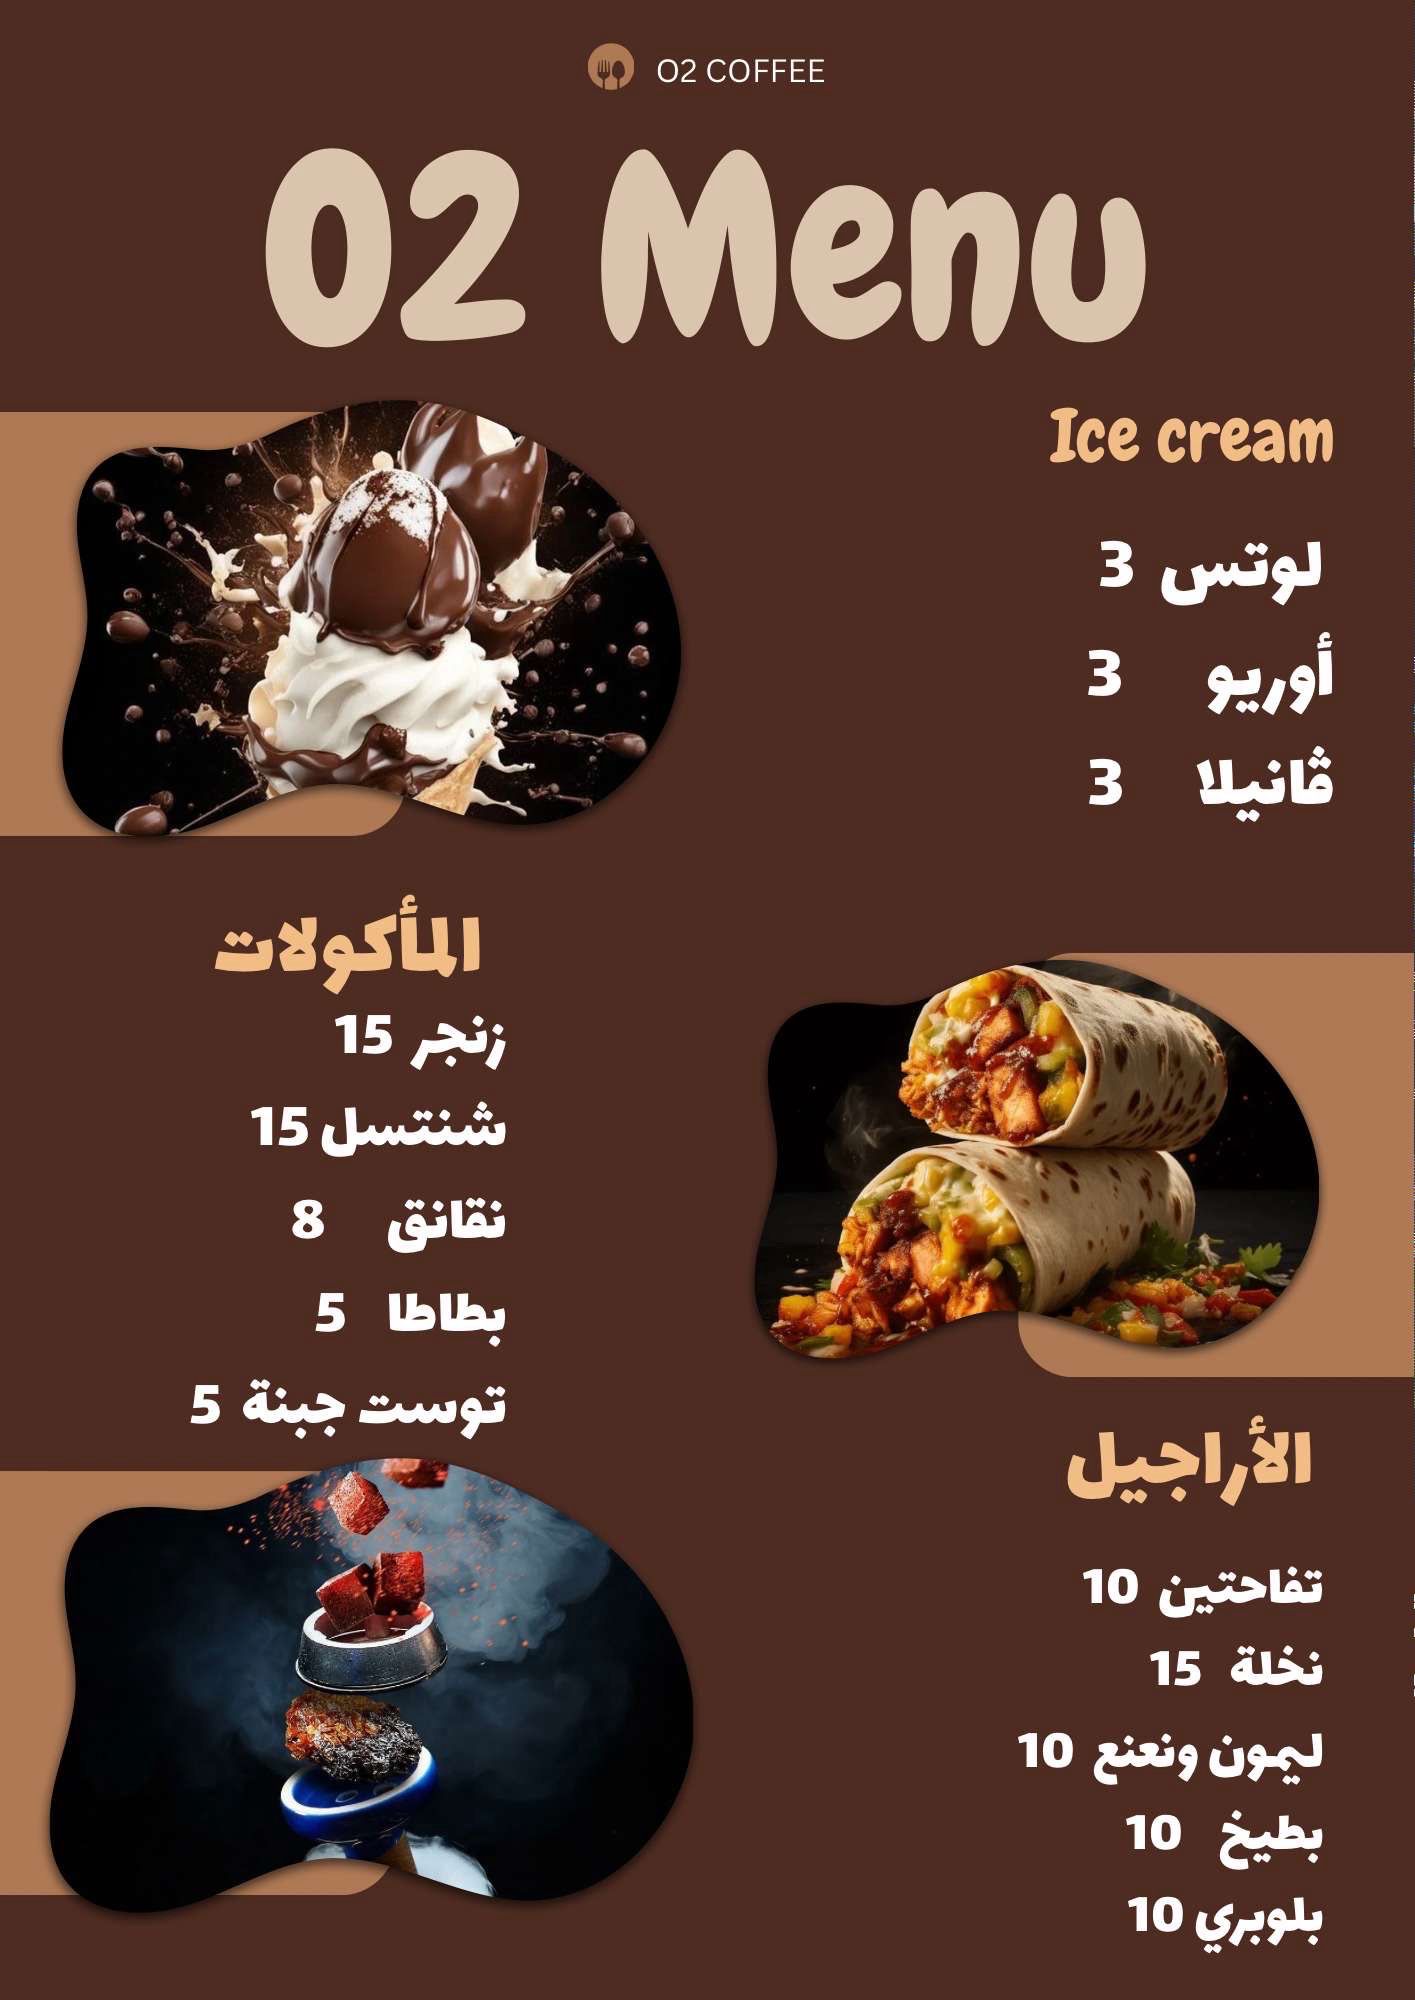 O2 COFFEE
O2 Menu
Ice cream
لوتس 3
أوريو 3
ڤانيلا 3
المأكولات
زنجر 15
شنتسل 15
نقانق 8
بطاطا 5
توست جبنة 5
الأراجيل
تفاحتين 10
نخلة 15
ليمون ونعنع 10
بطيخ 10
بلوبري 10